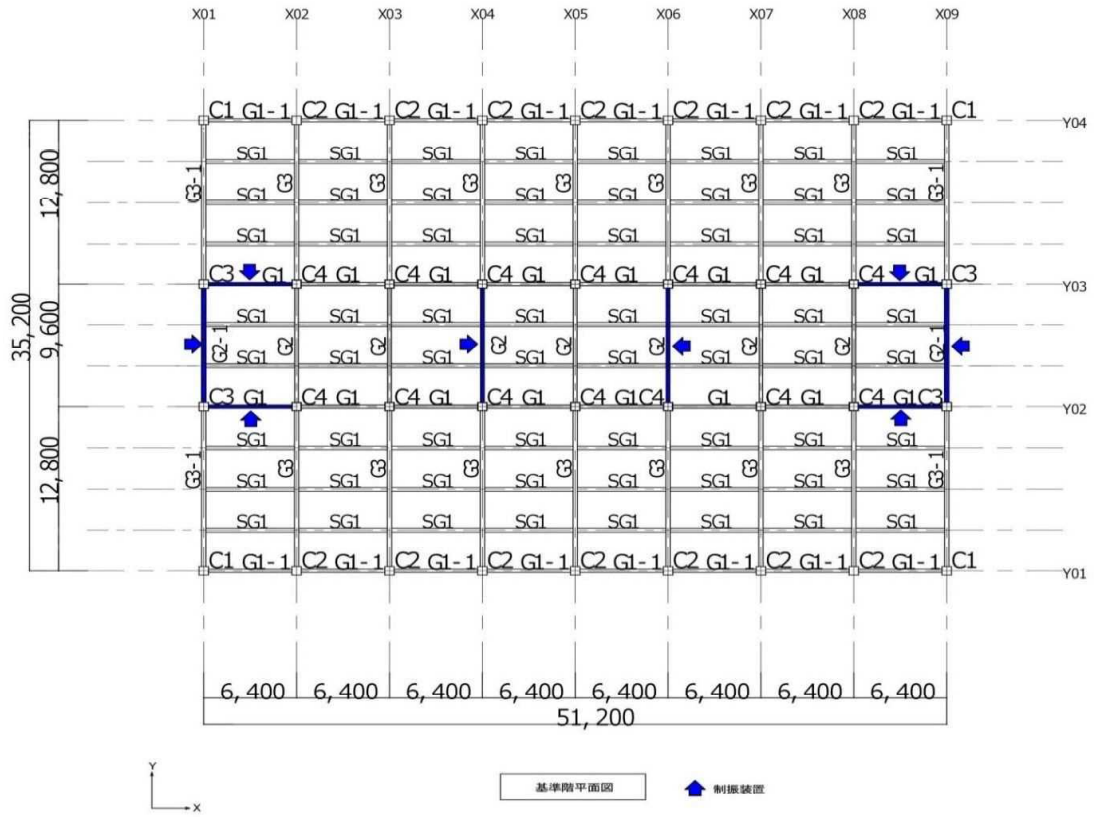 X01 X02 X03 X04 X05 X06 X07 X08 X09
C1 G1-1 C2 G1-1 C2 G1-1 C2 G1-1 C2 G1-1 C2 G1-1 C2 G1-1 C2 G1-1 C1
Y04
SG1 SG1 SG1 SG1 SG1 SG1 SG1 SG1
12,800
G3-1 G3 G3 G3 G3 G3 G3 G3 G3-1
SG1 SG1 SG1 SG1 SG1 SG1 SG1 SG1
SG1 SG1 SG1 SG1 SG1 SG1 SG1 SG1
C3 G1 C4 G1 C4 G1 C4 G1 C4 G1 C4 G1 C4 G1 C4 G1 C3
Y03
SG1 SG1 SG1 SG1 SG1 SG1 SG1 SG1
35,200
9,600
G2-1 G2 G2 G2 G2 G2 G2 G2 G2-1
SG1 SG1 SG1 SG1 SG1 SG1 SG1 SG1
C3 G1 C4 G1 C4 G1 C4 G1 C4 G1C4 G1 C4 G1 C4 G1C3
Y02
SG1 SG1 SG1 SG1 SG1 SG1 SG1 SG1
12,800
G3-1 G3 G3 G3 G3 G3 G3 G3 G3-1
SG1 SG1 SG1 SG1 SG1 SG1 SG1 SG1
SG1 SG1 SG1 SG1 SG1 SG1 SG1 SG1
C1 G1-1 C2 G1-1 C2 G1-1 C2 G1-1 C2 G1-1 C2 G1-1 C2 G1-1 C2 G1-1 C1
Y01
6,400 6,400 6,400 6,400 6,400 6,400 6,400 6,400
51,200
Y
X
基準階平面図
制振装置